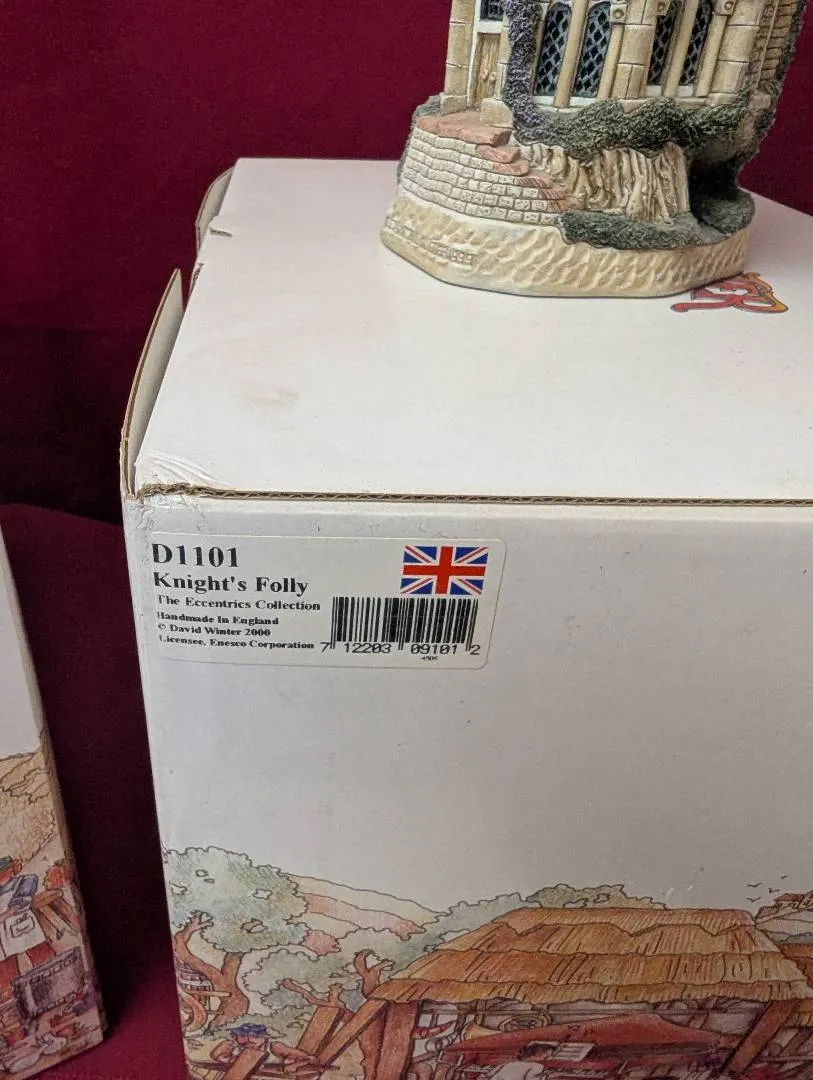 ER
D1101
Knight's Folly
The Eccentrics Collection
Handmade In England
© David Winter 2000
Licensee, Enesco Corporation
7 12203 09101 2